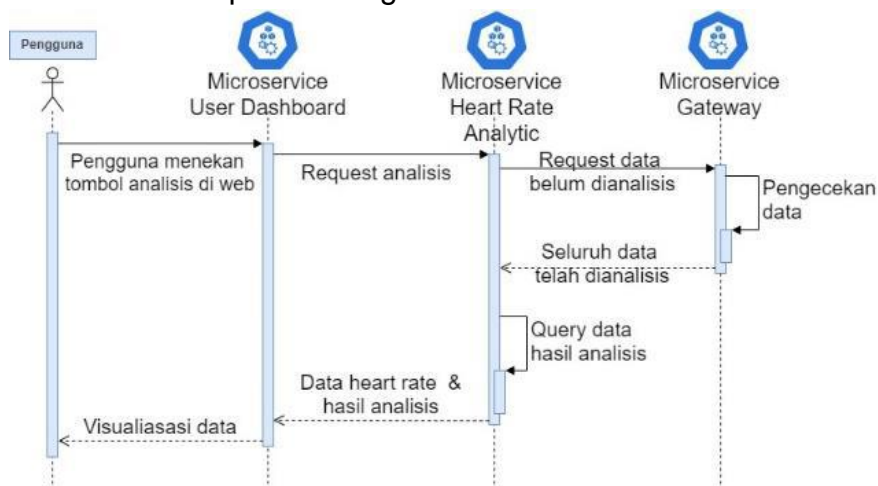 Pengguna
Microservice
User Dashboard
Microservice
Heart Rate
Analytic
Microservice
Gateway
Pengguna menekan
tombol analisis di web
Request analisis
Request data
belum dianalisis
Pengecekan
data
Seluruh data
telah dianalisis
Query data
hasil analisis
Data heart rate &
hasil analisis
Visualiasasi data